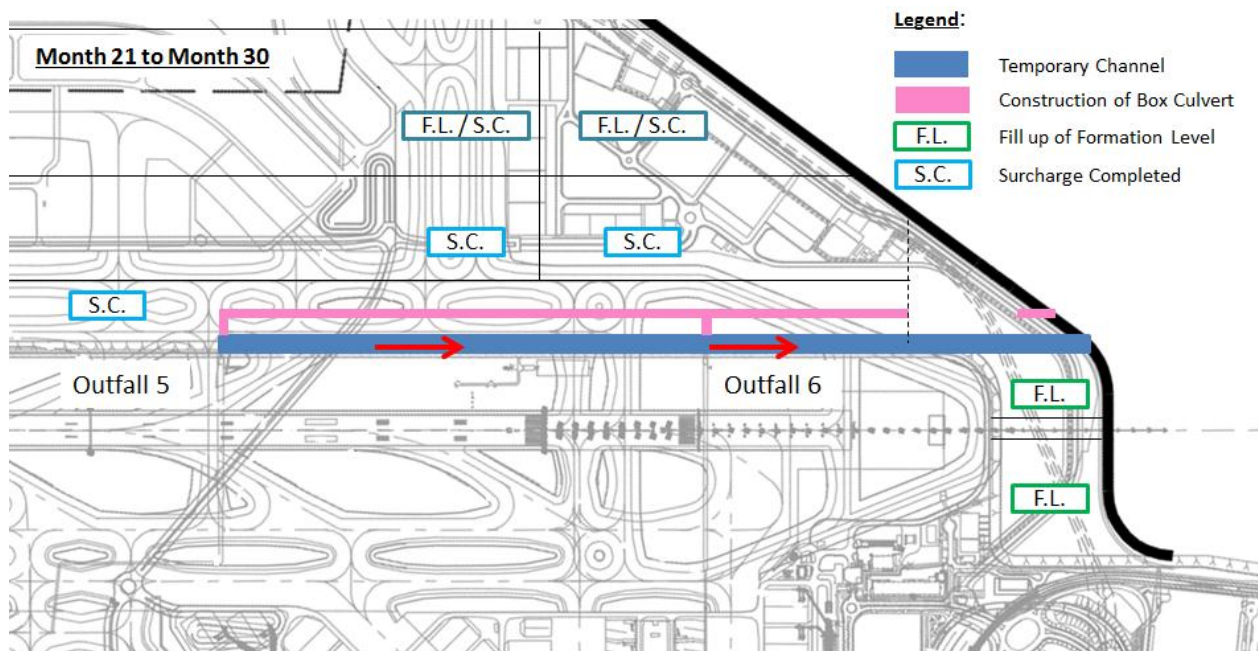 Month 21 to Month 30
Legend:
Temporary Channel
Construction of Box Culvert
F.L. Fill up of Formation Level
S.C. Surcharge Completed
F.L. / S.C. F.L. / S.C.
S.C. S.C.
S.C.
Outfall 5 Outfall 6
F.L.
F.L.